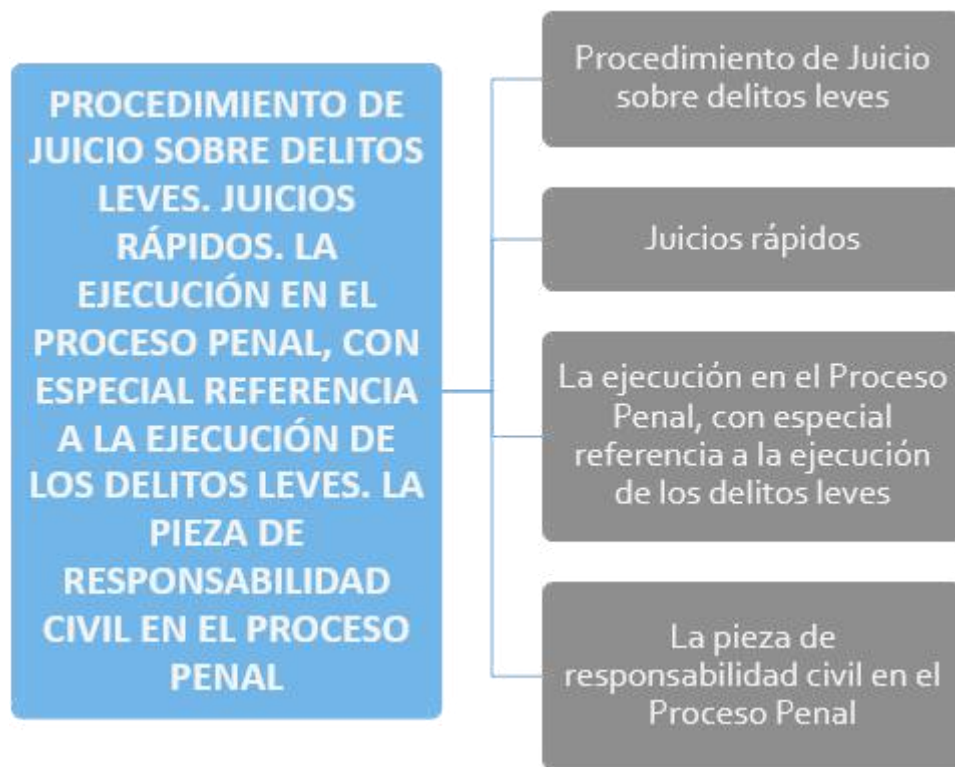 PROCEDIMIENTO DE
JUICIO SOBRE DELITOS
LEVES. JUICIOS
RÁPIDOS. LA
EJECUCIÓN EN EL
PROCESO PENAL, CON
ESPECIAL REFERENCIA
A LA EJECUCIÓN DE
LOS DELITOS LEVES. LA
PIEZA DE
RESPONSABILIDAD
CIVIL EN EL PROCESO
PENAL
Procedimiento de Juicio
sobre delitos leves
Juicios rápidos
La ejecución en el Proceso
Penal, con especial
referencia a la ejecución
de los delitos leves
La pieza de
responsabilidad civil en el
Proceso Penal